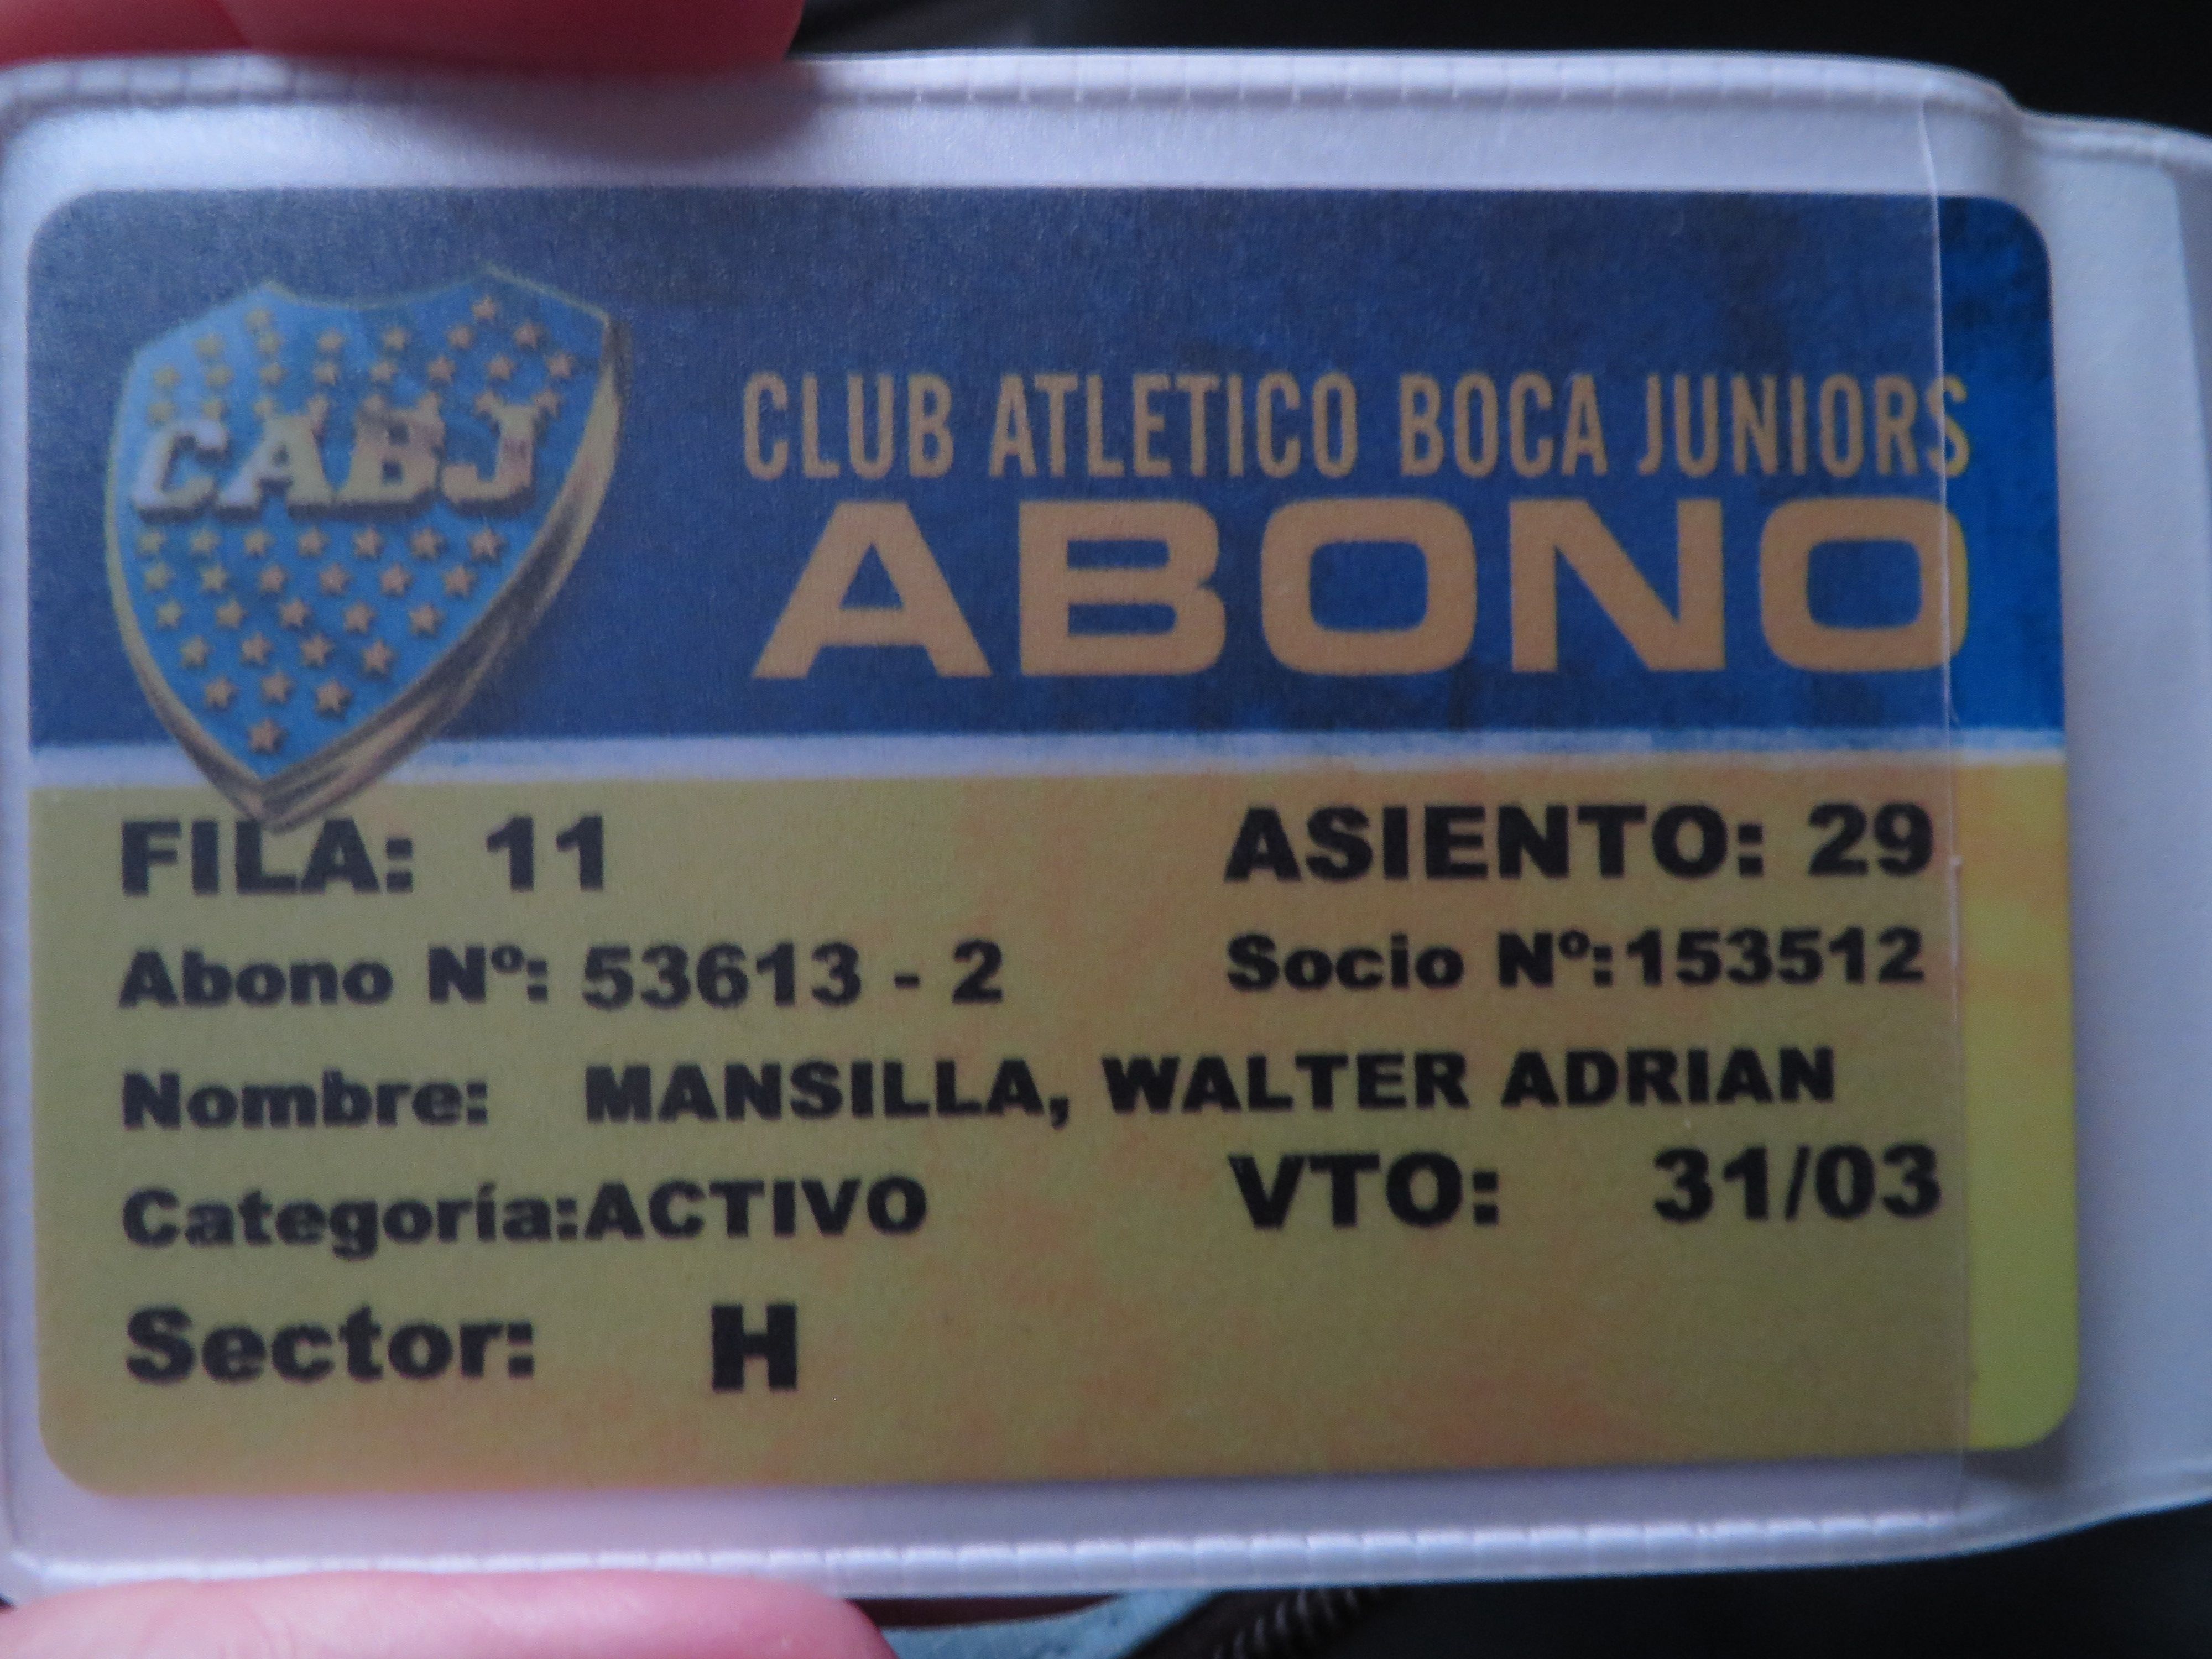 CABJ
CLUB ATLETICO BOCA JUNIORS
ABONO
FILA: 11 ASIENTO: 29
Abono Nº: 53613 - 2 Socio Nº:153512
Nombre: MANSILLA, WALTER ADRIAN
Categoría:ACTIVO VTO: 31/03
Sector: H